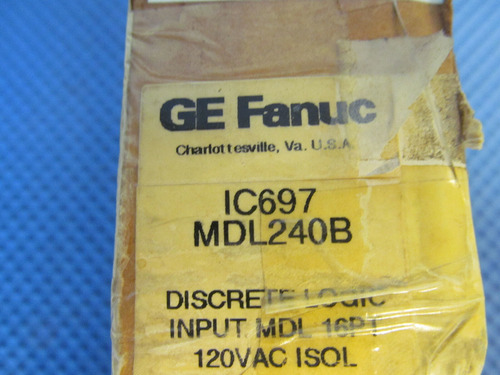 GE Fanuc
Charlottesville, Va. U.S.A.
IC697
MDL240B
DISCRETE LOGIC
INPUT MDL 16PT
120VAC ISOL